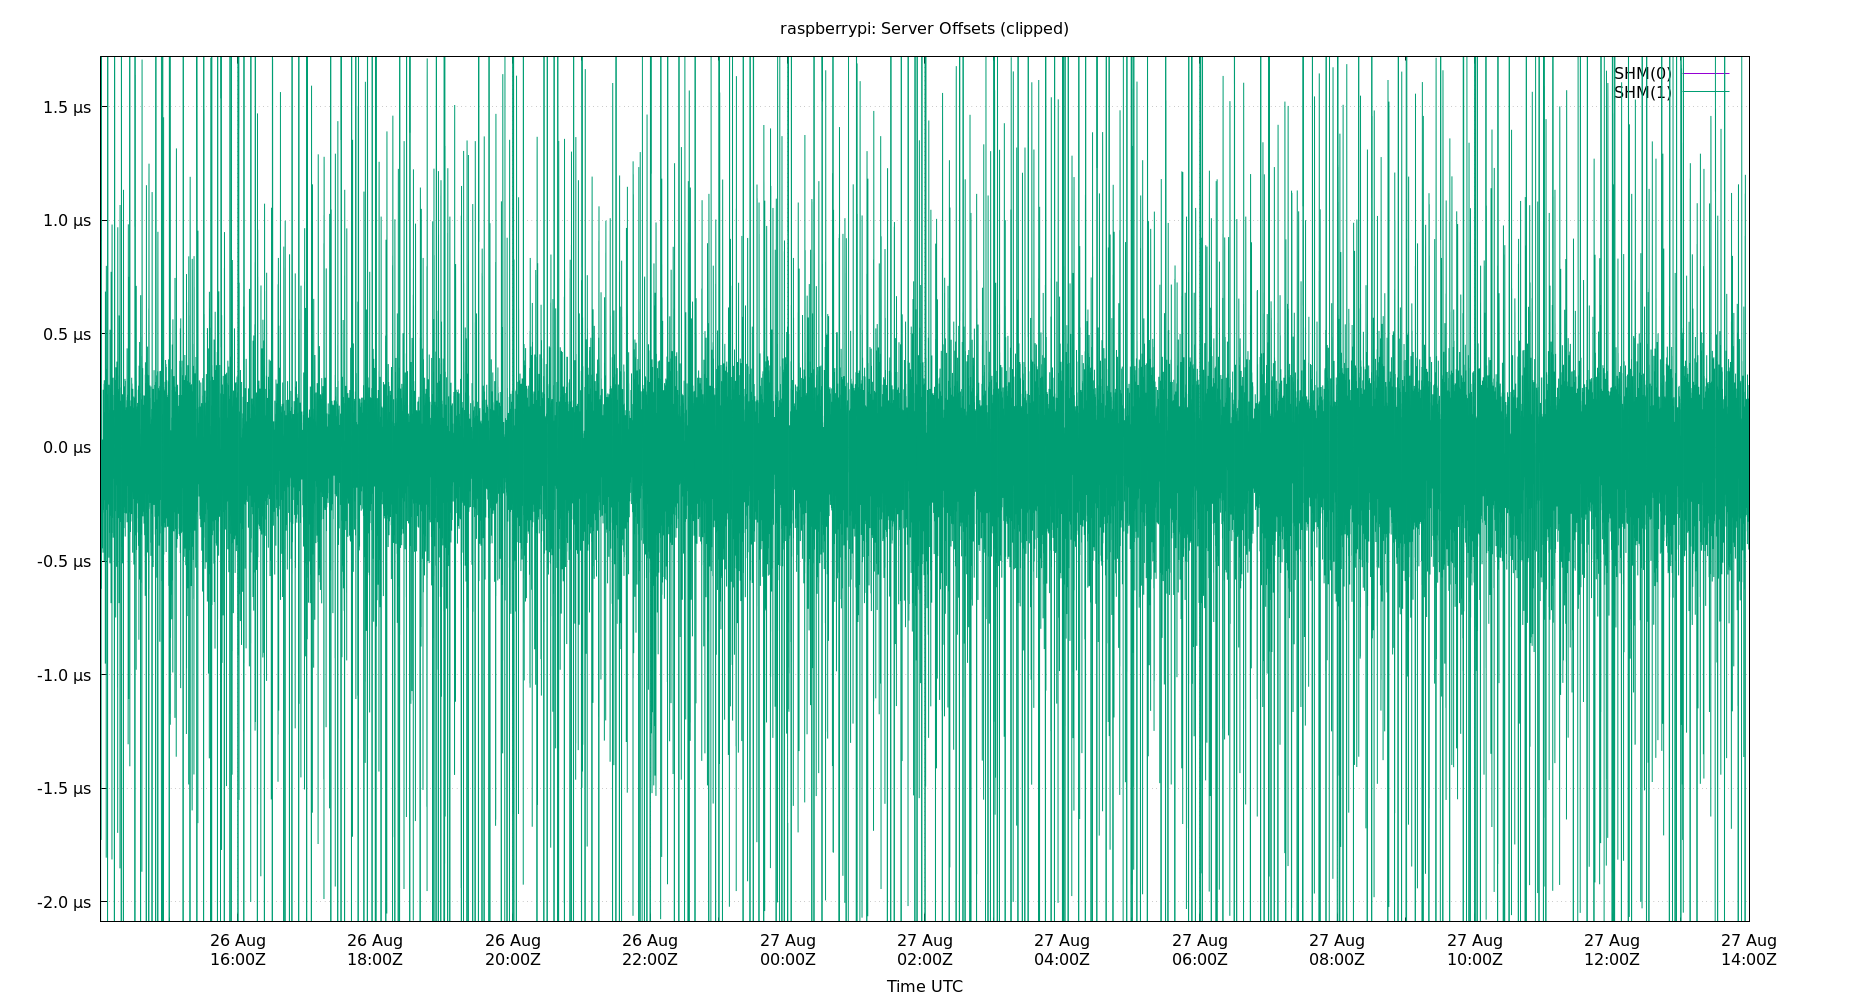 raspberrypi: Server Offsets (clipped)
SHM(0)
SHM(1)
1.5 µs
1.0 µs
0.5 µs
0.0 µs
-0.5 µs
-1.0 µs
-1.5 µs
-2.0 µs
26 Aug 26 Aug 26 Aug 26 Aug 27 Aug 27 Aug 27 Aug 27 Aug 27 Aug 27 Aug 27 Aug 27 Aug
16:00Z 18:00Z 20:00Z 22:00Z 00:00Z 02:00Z 04:00Z 06:00Z 08:00Z 10:00Z 12:00Z 14:00Z
Time UTC